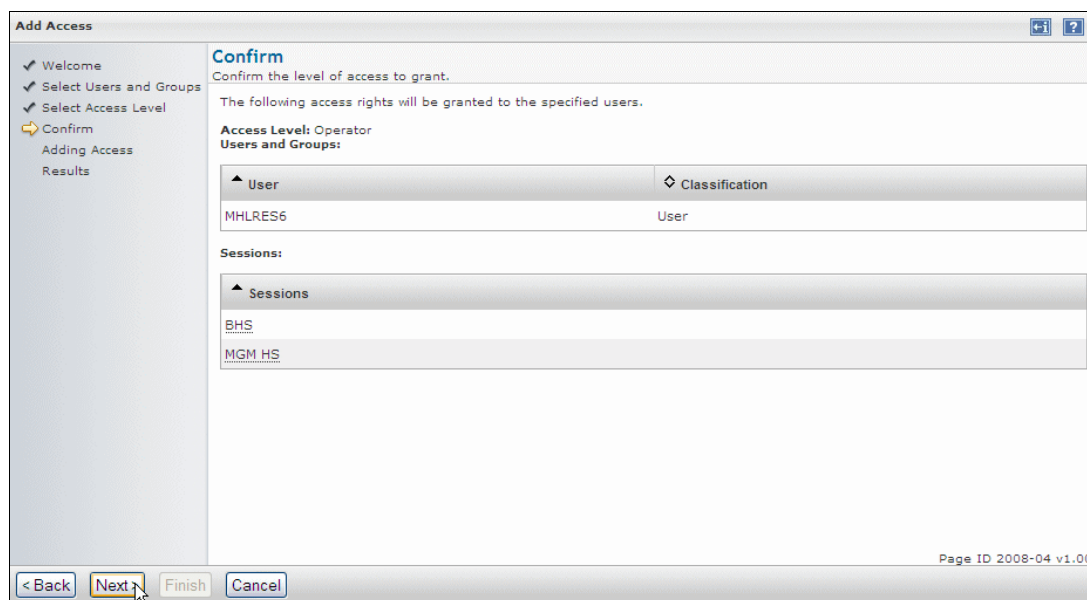 Add Access
Welcome
Select Users and Groups
Select Access Level
Confirm
Adding Access
Results
Confirm
Confirm the level of access to grant.
The following access rights will be granted to the specified users.
Access Level: Operator
Users and Groups:
User Classification
MHLRES6 User
Sessions:
Sessions
BHS
MGM HS
Page ID 2008-04 v1.00
< Back Next > Finish Cancel